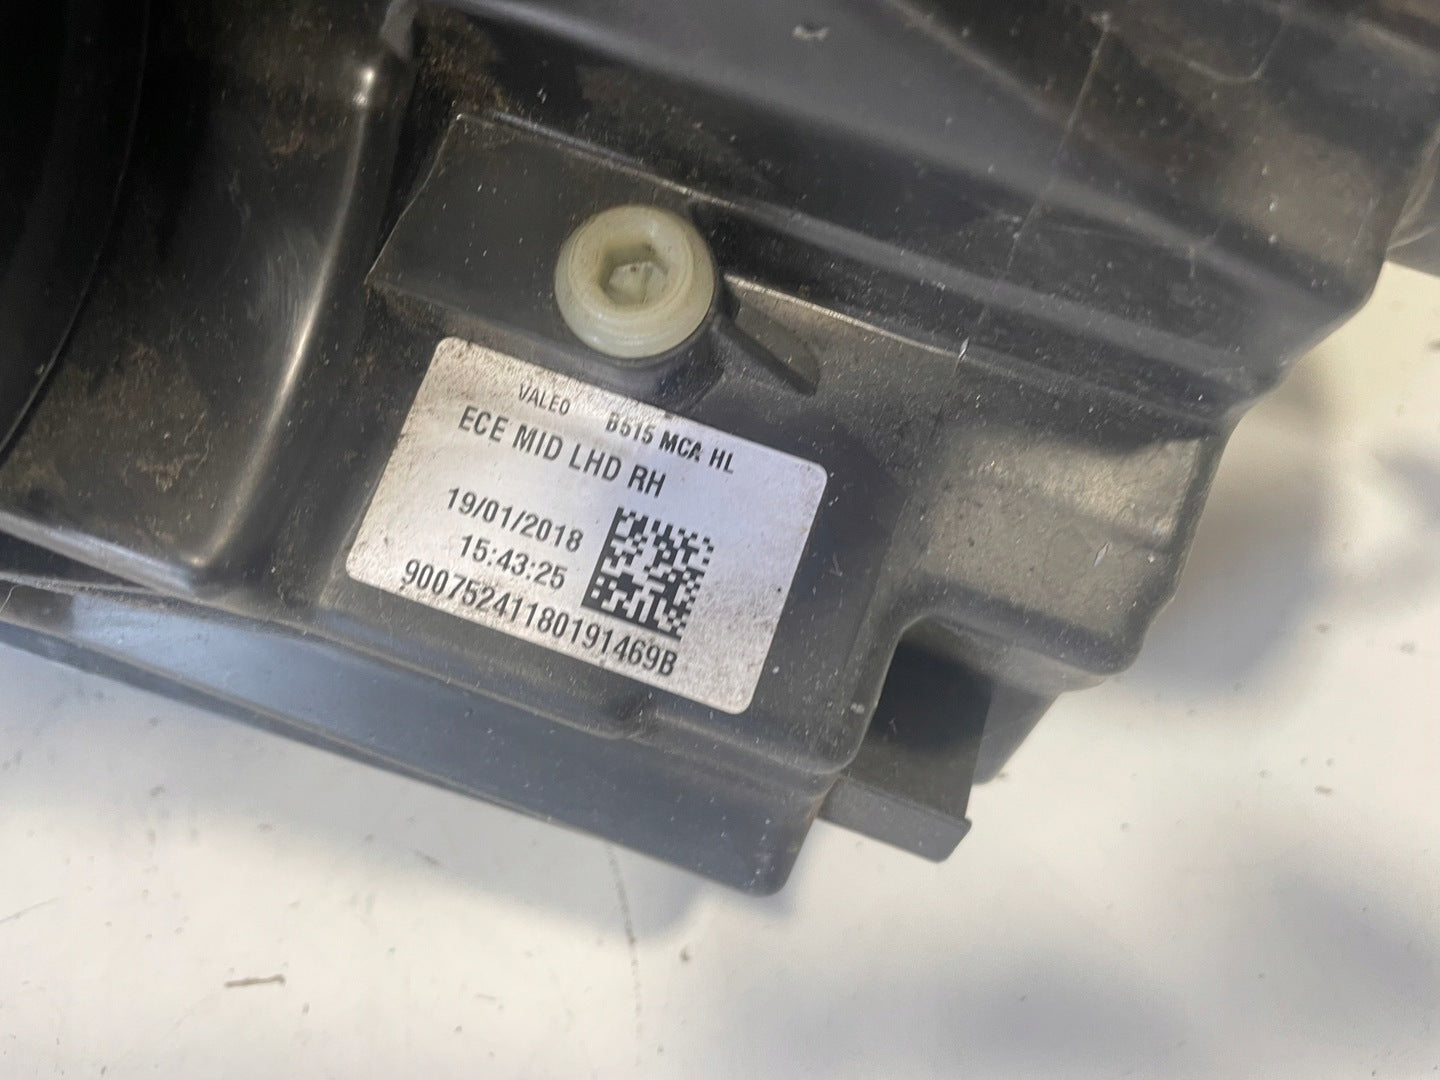 VALEO B515 MCA HL
ECE MID LHD RH
19/01/2018
15:43:25
90075241180191469B